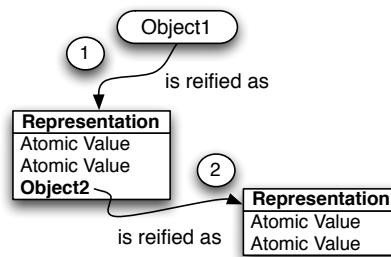 Object1
1
is reified as
Representation
Atomic Value
Atomic Value
Object2
2
is reified as
Representation
Atomic Value
Atomic Value